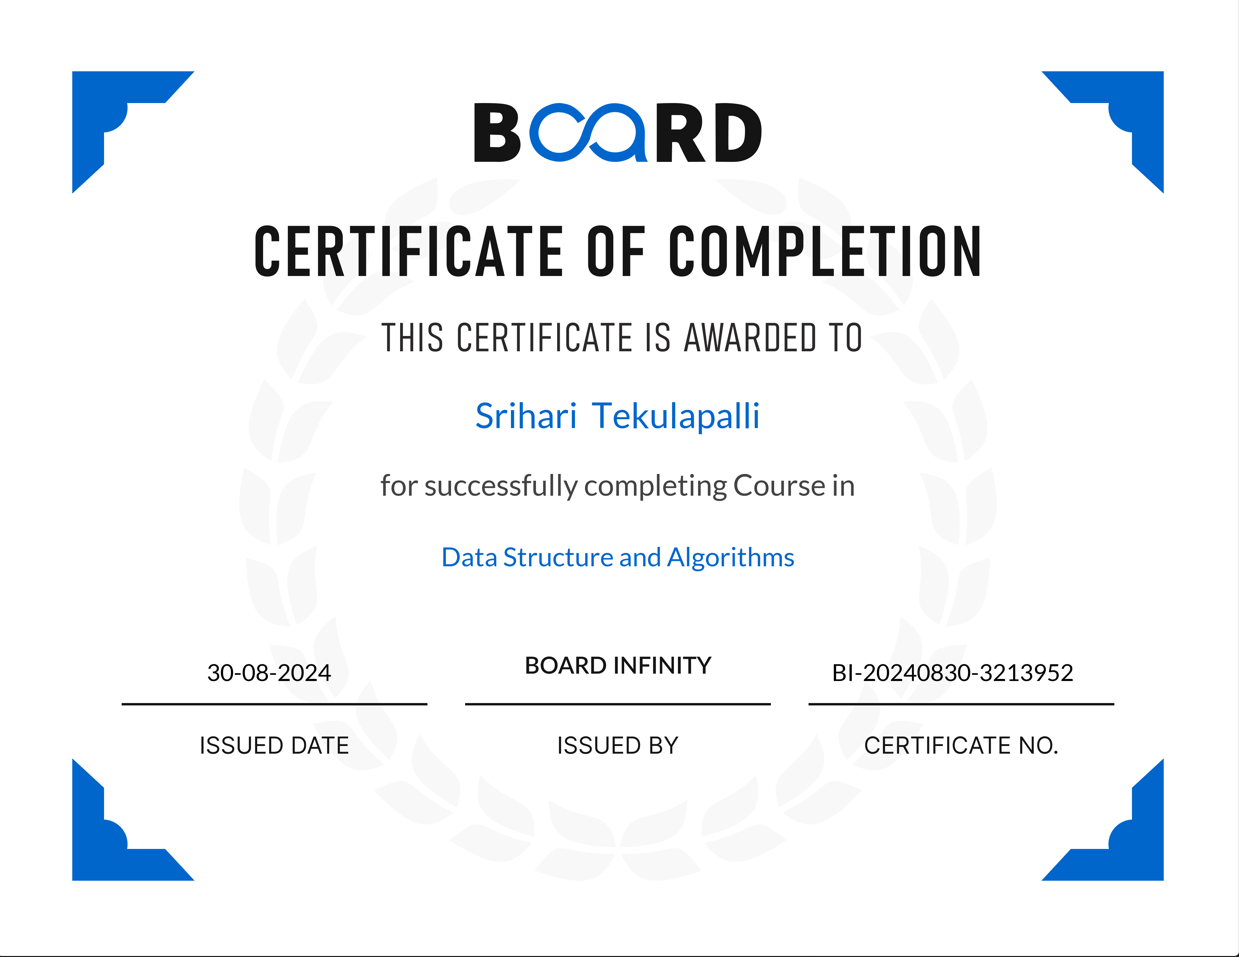 BOARD
CERTIFICATE OF COMPLETION
THIS CERTIFICATE IS AWARDED TO
Srihari Tekulapalli
for successfully completing Course in
Data Structure and Algorithms
30-08-2024
ISSUED DATE
BOARD INFINITY
ISSUED BY
BI-20240830-3213952
CERTIFICATE NO.